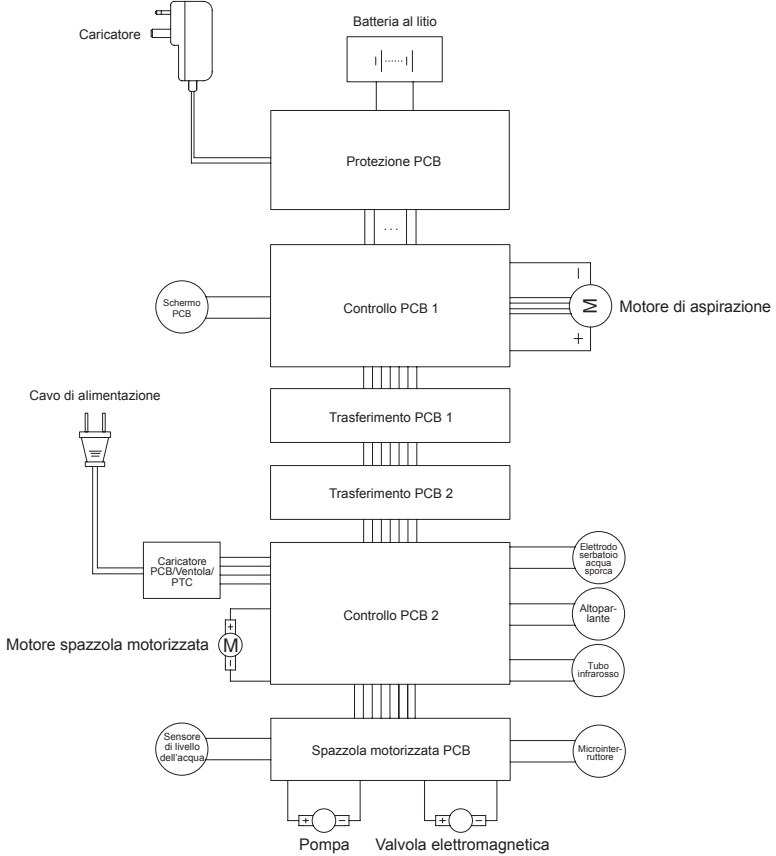 Batteria al litio
Caricatore
Protezione PCB
...
Schermo
PCB
Controllo PCB 1
−
M
+
Motore di aspirazione
Cavo di alimentazione
Trasferimento PCB 1
Trasferimento PCB 2
Caricatore
PCB/Ventola/
PTC
Controllo PCB 2
Elettrodo
serbatoio
acqua
sporca
Altopar-
lante
Tubo
infrarosso
Motore spazzola motorizzata
+
M
−
Sensore
di livello
dell'acqua
Spazzola motorizzata PCB
Microinter-
ruttore
+ −
+ −
Pompa
Valvola elettromagnetica